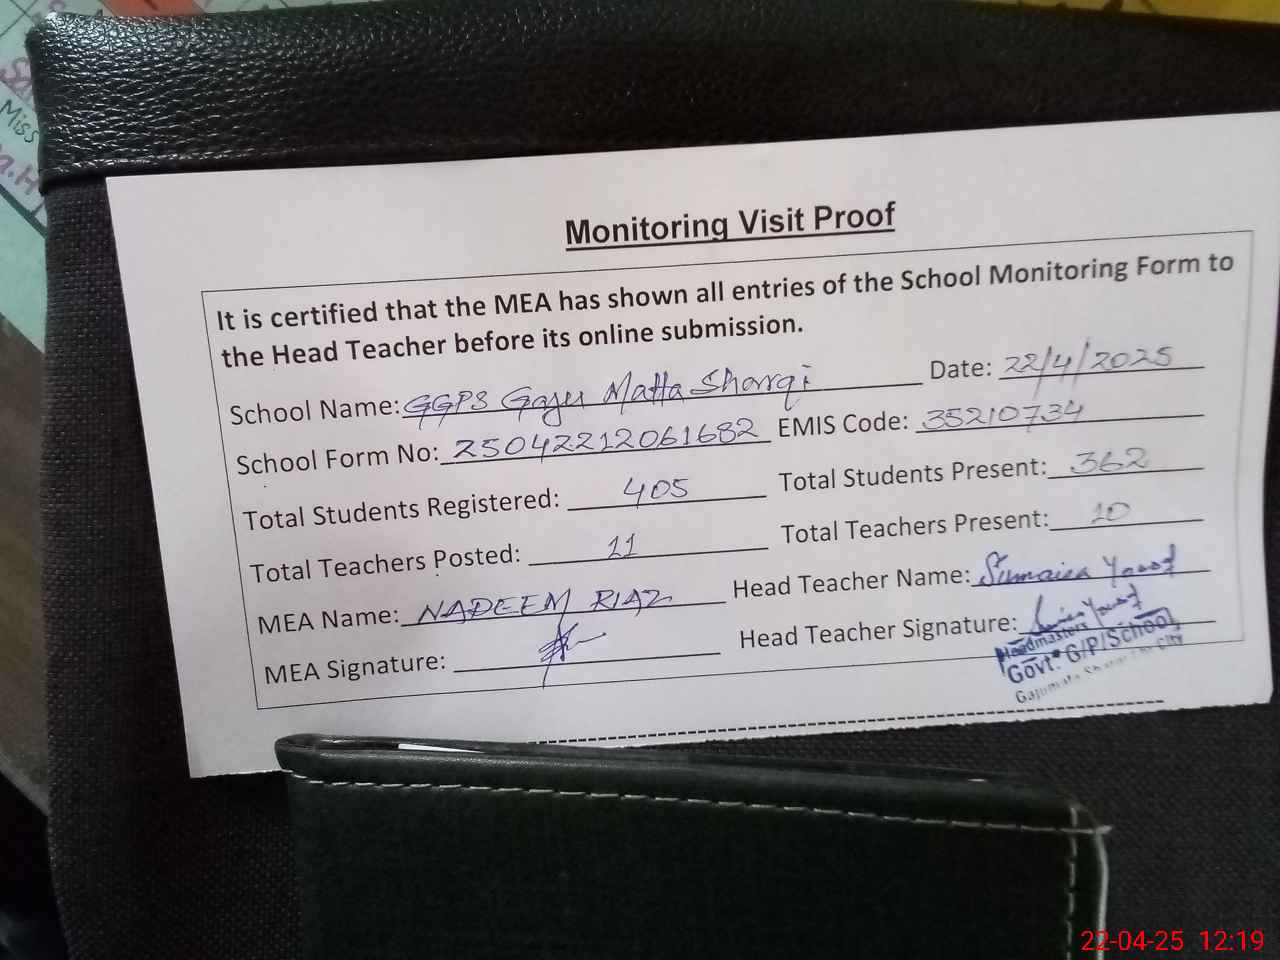 Miss
Monitoring Visit Proof
It is certified that the MEA has shown all entries of the School Monitoring Form to
the Head Teacher before its online submission.
School Name: GGPS Gaju Matta Sharqi Date: 22/4/2025
School Form No: 25042212061682 EMIS Code: 35210734
Total Students Registered: 405 Total Students Present: 362
Total Teachers Posted: 11 Total Teachers Present: 10
MEA Name: NADEEM RIAZ Head Teacher Name: Sumaira Yousaf
MEA Signature: Head Teacher Signature:
Headmistress
Govt. G/P/School
City
22-04-25 12:19